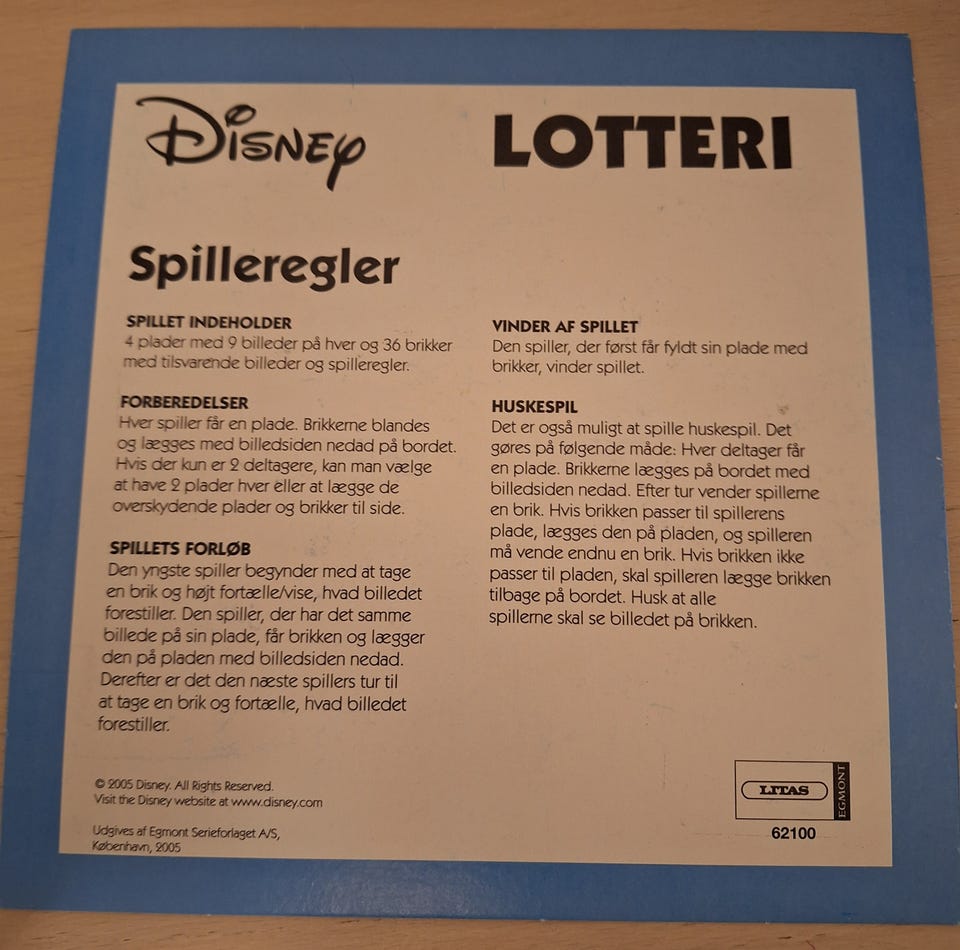 Disney
LOTTERI
Spilleregler
SPILLET INDEHOLDER
4 plader med 9 billeder på hver og 36 brikker
med tilsvarende billeder og spilleregler.
FORBEREDELSER
Hver spiller får en plade. Brikkerne blandes
og lægges med billedsiden nedad på bordet.
Hvis der kun er 2 deltagere, kan man vælge
at have 2 plader hver eller at lægge de
overskydende plader og brikker til side.
SPILLETS FORLØB
Den yngste spiller begynder med at tage
en brik og højt fortælle/vise, hvad billedet
forestiller. Den spiller, der har det samme
billede på sin plade, får brikken og lægger
den på pladen med billedsiden nedad.
Derefter er det den næste spillers tur til
at tage en brik og fortælle, hvad billedet
forestiller.
VINDER AF SPILLET
Den spiller, der først får fyldt sin plade med
brikker, vinder spillet.
HUSKESPIL
Det er også muligt at spille huskespil. Det
gøres på følgende måde: Hver deltager får
en plade. Brikkerne lægges på bordet med
billedsiden nedad. Efter tur vender spillerne
en brik. Hvis brikken passer til spillerens
plade, lægges den på pladen, og spilleren
må vende endnu en brik. Hvis brikken ikke
passer til pladen, skal spilleren lægge brikken
tilbage på bordet. Husk at alle
spillerne skal se billedet på brikken.
© 2005 Disney. All Rights Reserved.
Visit the Disney website at www.disney.com
Udgives af Egmont Serieforlaget A/S,
København, 2005
LITAS
EGMONT
62100